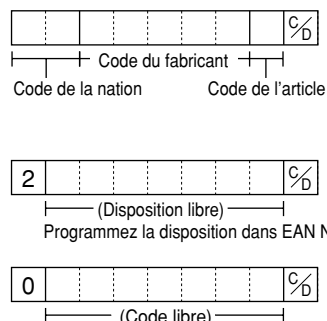 C/D
Code du fabricant
Code de la nation Code de l'article
2 C/D
(Disposition libre)
Programmez la disposition dans EAN N
0 C/D
(Code libre)